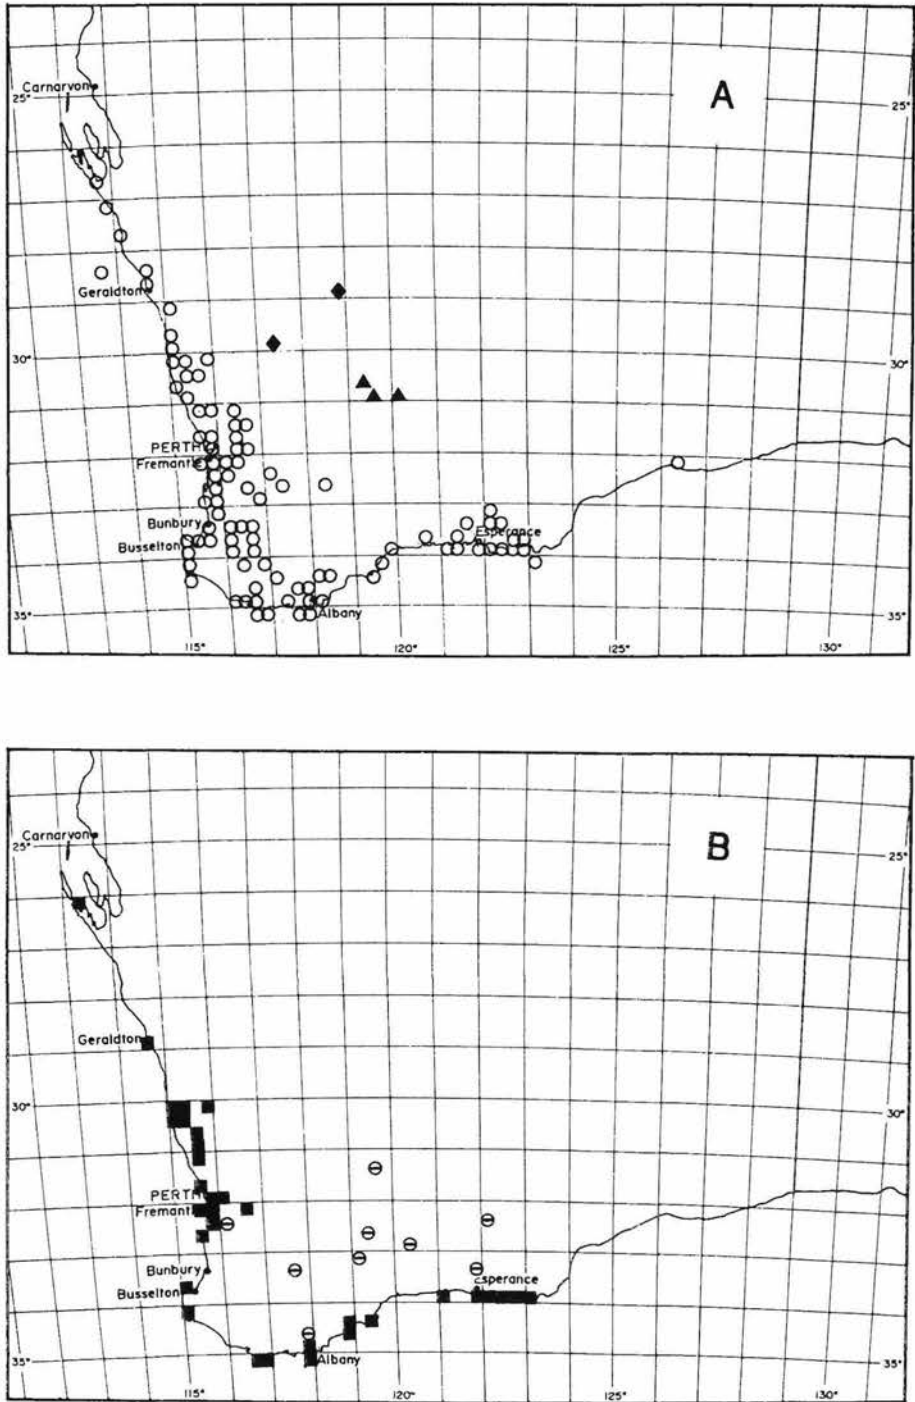 A
Carnarvon
25°
25°
Geraldton
30°
30°
PERTH
Fremantle
Bunbury
Busselton
Esperance
35°
Albany
35°
115°
120°
125°
130°
B
Carnarvon
25°
25°
Geraldton
30°
30°
PERTH
Fremantle
Bunbury
Esperance
Busselton
35°
Albany
35°
115°
120°
125°
130°